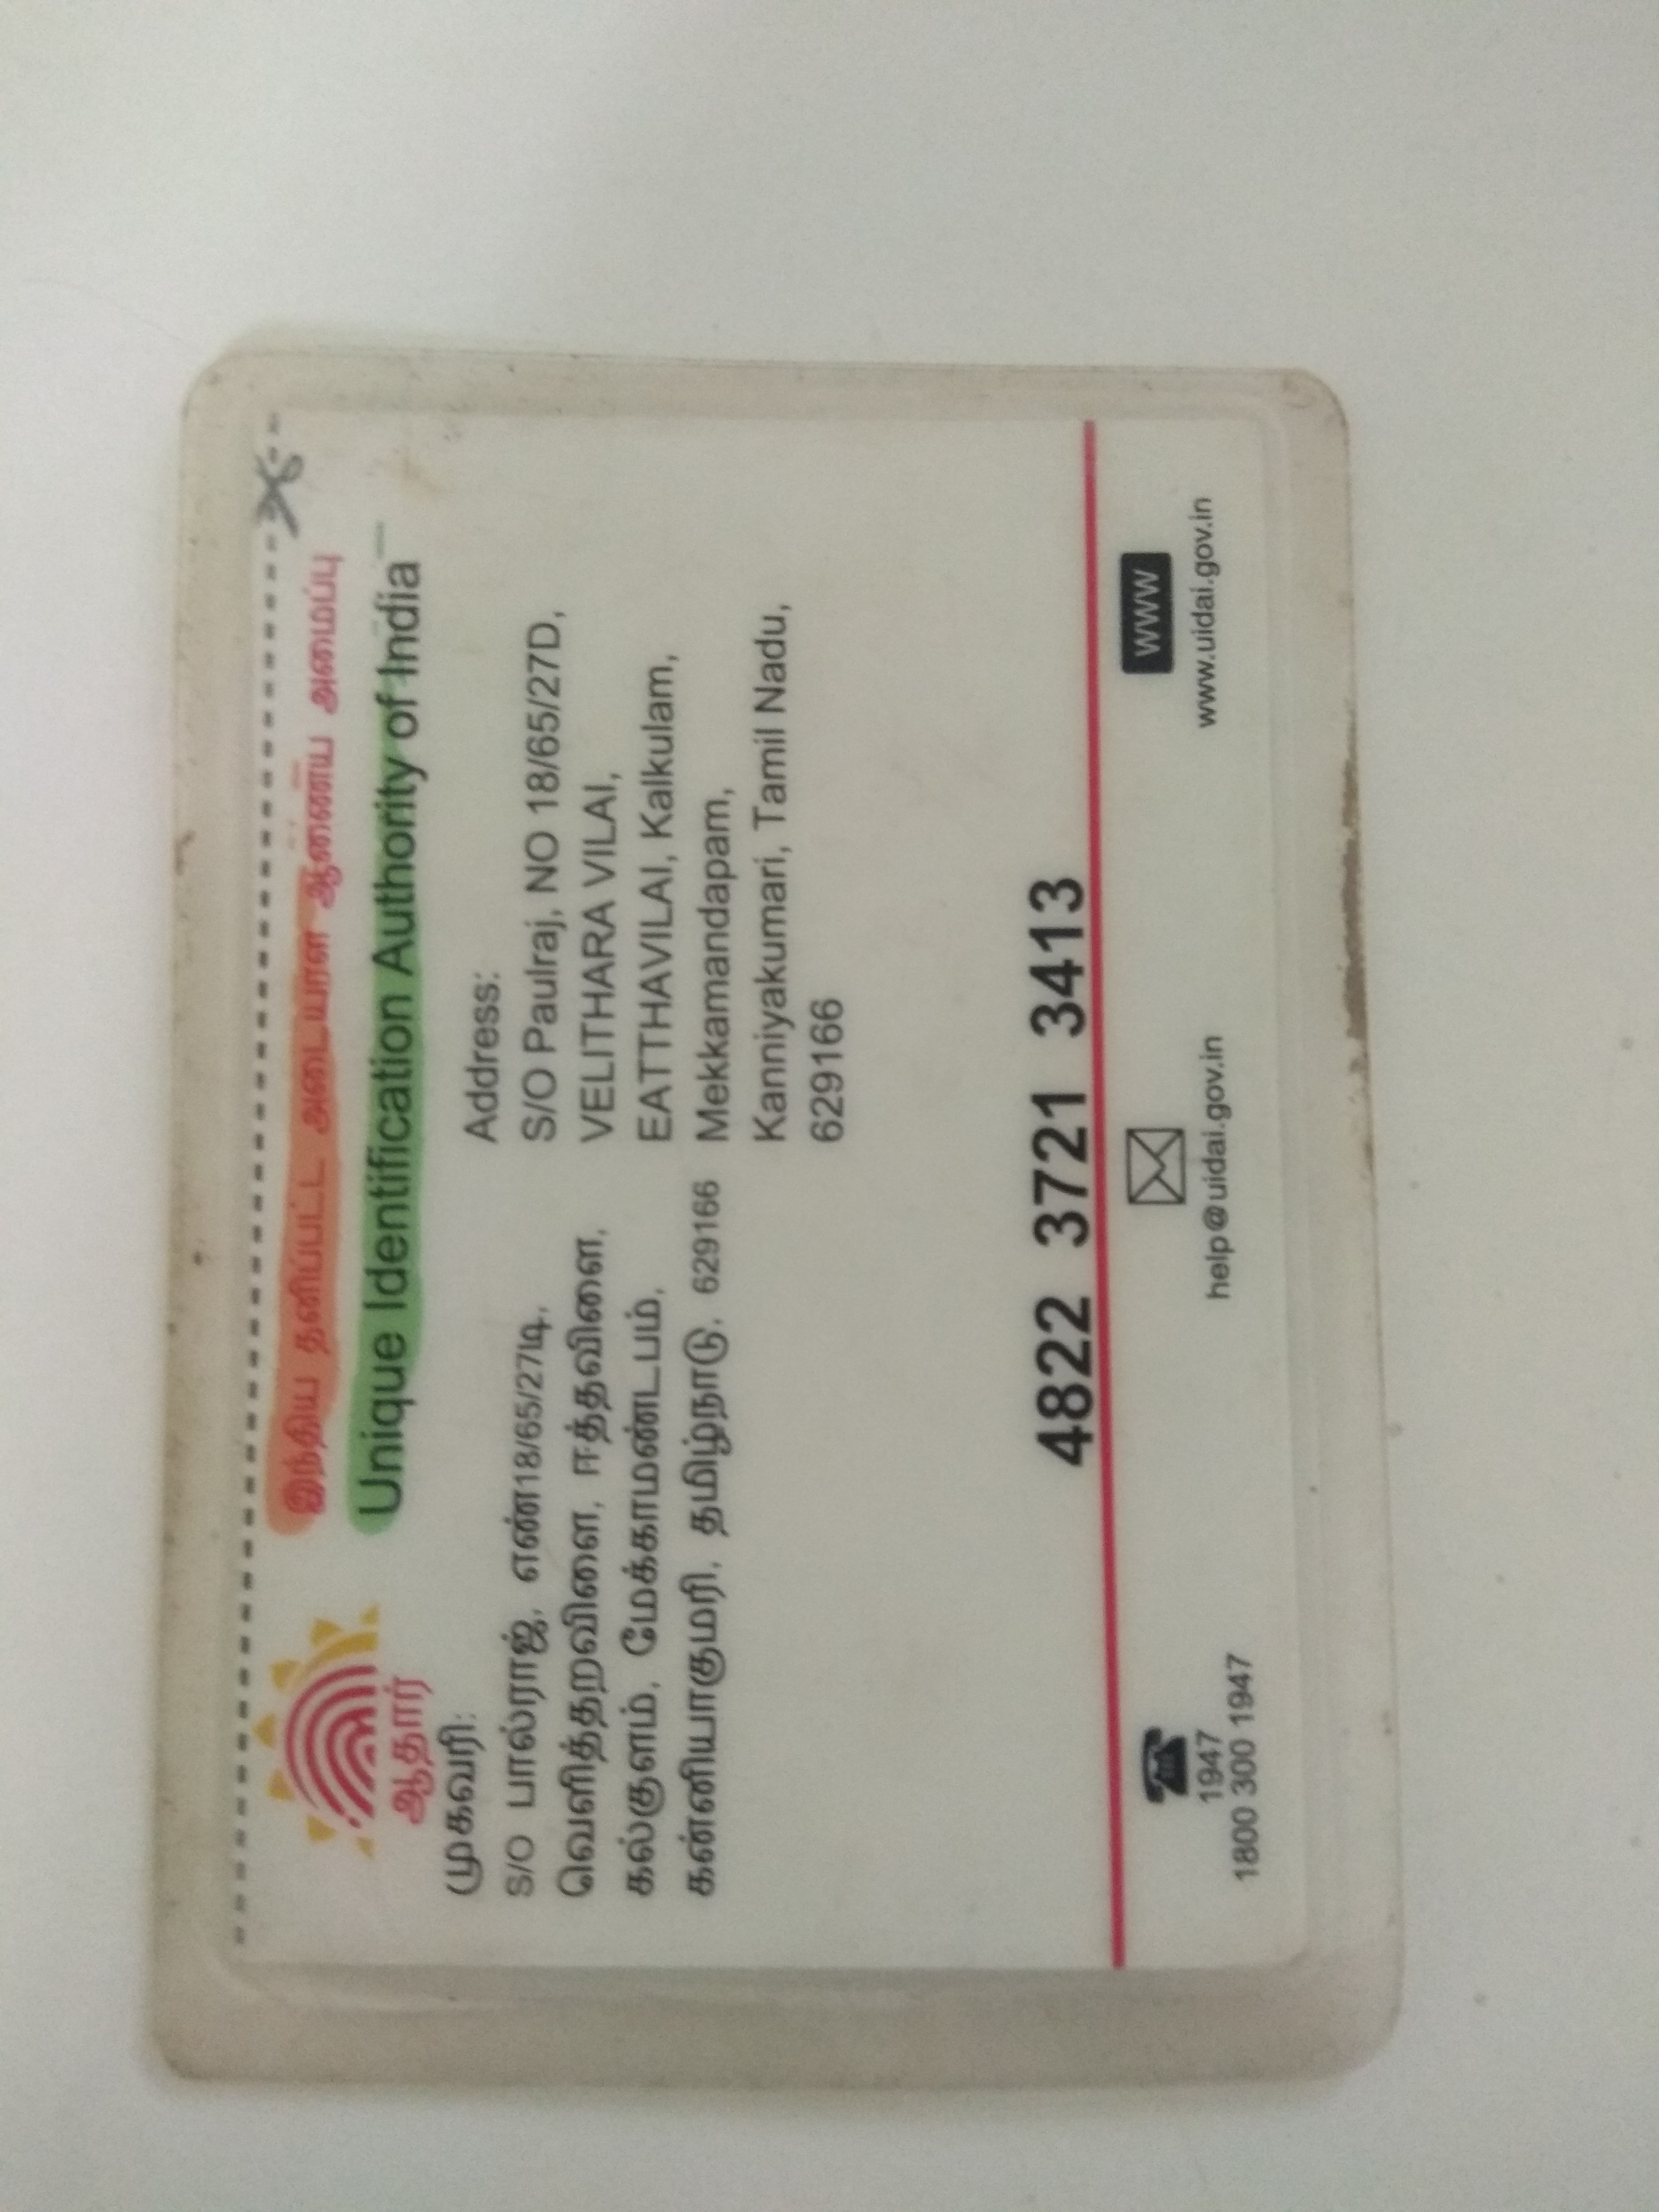 இந்திய தனிப்பட்ட அடையாள ஆணைய அமைப்பு
Unique Identification Authority of India
ஆதார்
முகவரி:
S/O பால்ராஜ், எண்18/65/27டி,
வெளித்தறவிளை, ஈத்தவிளை,
கல்குளம், மேக்காமண்டபம்,
கன்னியாகுமரி, தமிழ்நாடு, 629166
Address:
S/O Paulraj, NO 18/65/27D,
VELITHARA VILAI,
EATTHAVILAI, Kalkulam,
Mekkamandapam,
Kanniyakumari, Tamil Nadu,
629166
4822 3721 3413
1947
1800 300 1947
help@uidai.gov.in
WWW
www.uidai.gov.in